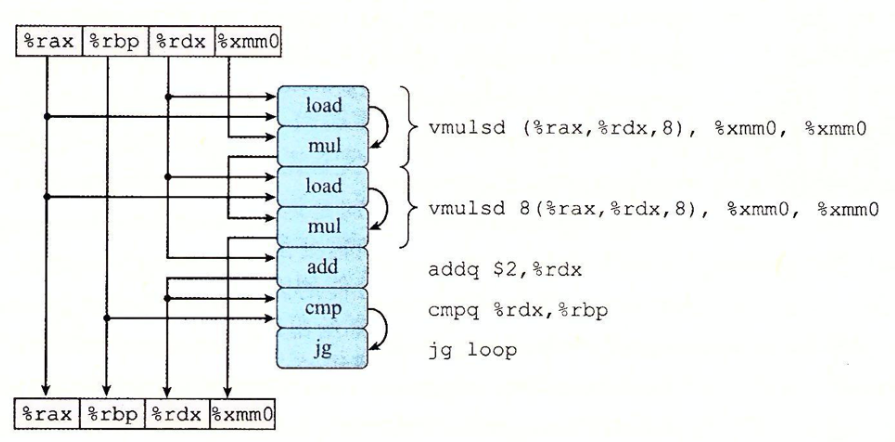 %rax %rbp %rdx %xmm0
load
mul
vmulsd (%rax,%rdx,8), %xmm0, %xmm0
load
mul
vmulsd 8(%rax,%rdx,8), %xmm0, %xmm0
add addq $2,%rdx
cmp cmpq %rdx,%rbp
jg jg loop
%rax %rbp %rdx %xmm0